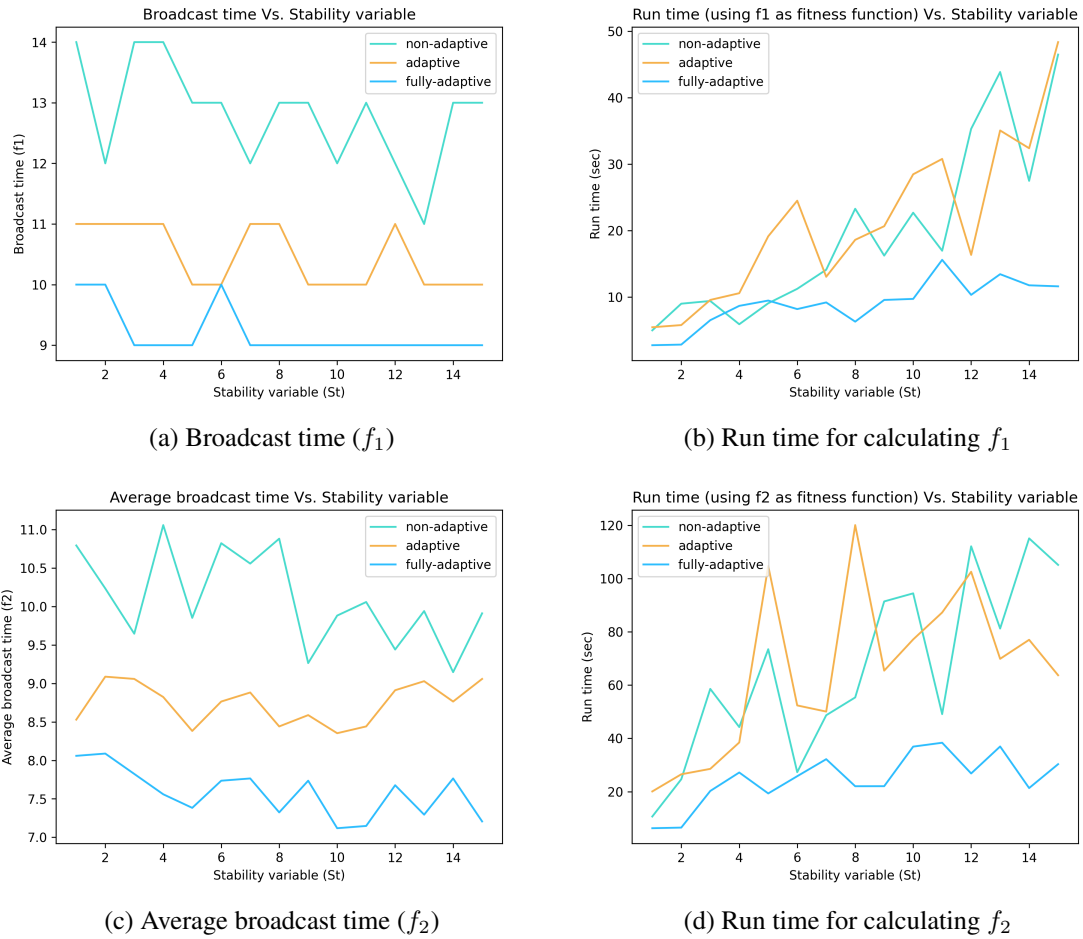 Broadcast time Vs. Stability variable
14
13
12
11
10
9
Broadcast time (f1)
non-adaptive
adaptive
fully-adaptive
2 4 6 8 10 12 14
Stability variable (St)
(a) Broadcast time (f₁)
Run time (using f1 as fitness function) Vs. Stability variable
50
40
30
20
10
Run time (sec)
non-adaptive
adaptive
fully-adaptive
2 4 6 8 10 12 14
Stability variable (St)
(b) Run time for calculating f₁
Average broadcast time Vs. Stability variable
11.0
10.5
10.0
9.5
9.0
8.5
8.0
7.5
7.0
Average broadcast time (f2)
non-adaptive
adaptive
fully-adaptive
2 4 6 8 10 12 14
Stability variable (St)
(c) Average broadcast time (f₂)
Run time (using f2 as fitness function) Vs. Stability variable
120
100
80
60
40
20
Run time (sec)
non-adaptive
adaptive
fully-adaptive
2 4 6 8 10 12 14
Stability variable (St)
(d) Run time for calculating f₂